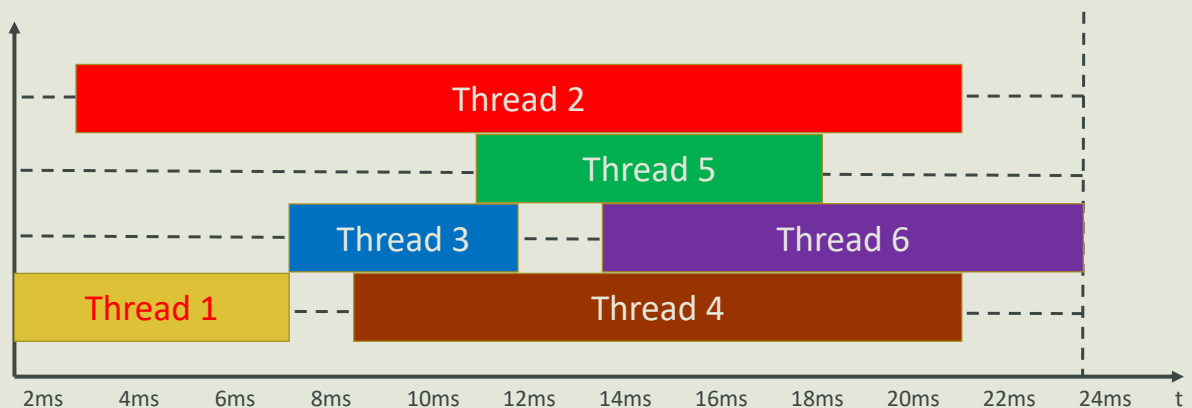 Thread 2
Thread 5
Thread 3 Thread 6
Thread 1 Thread 4
2ms 4ms 6ms 8ms 10ms 12ms 14ms 16ms 18ms 20ms 22ms 24ms t